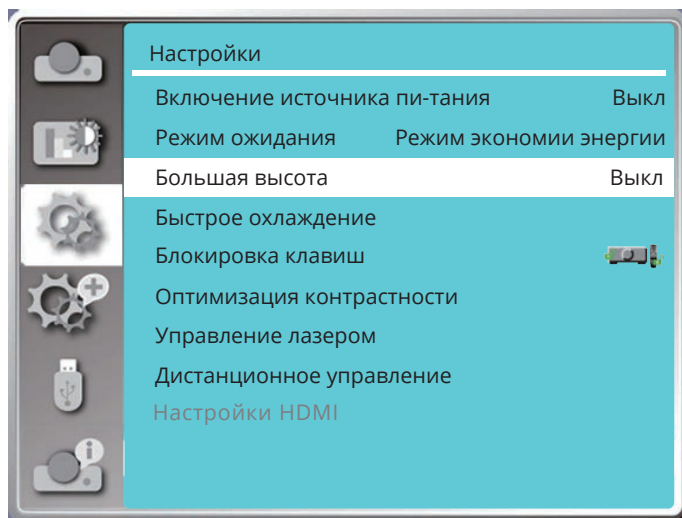 Настройки
Включение источника пи-тания Выкл
Режим ожидания Режим экономии энергии
Большая высота Выкл
Быстрое охлаждение
Блокировка клавиш
Оптимизация контрастности
Управление лазером
Дистанционное управление
Настройки HDMI